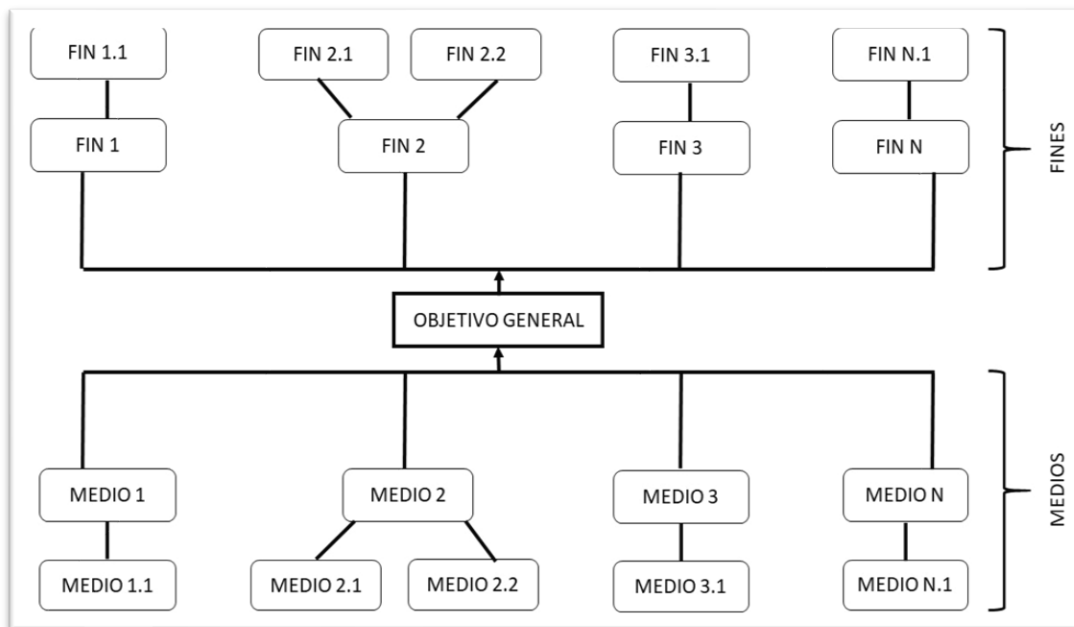 FIN 1.1
FIN 2.1
FIN 2.2
FIN 3.1
FIN N.1
FIN 1
FIN 2
FIN 3
FIN N
FINES
OBJETIVO GENERAL
MEDIO 1
MEDIO 2
MEDIO 3
MEDIO N
MEDIOS
MEDIO 1.1
MEDIO 2.1
MEDIO 2.2
MEDIO 3.1
MEDIO N.1